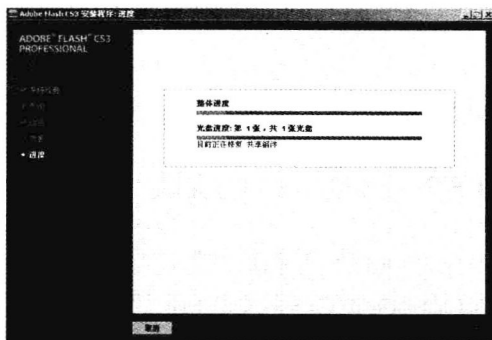 Adobe Flash CS3 安装程序: 进度
ADOBE® FLASH® CS3
PROFESSIONAL
整体进度
光盘进度: 第 1 张，共 1 张光盘
目前正在修复 共享组件
• 进度
取消